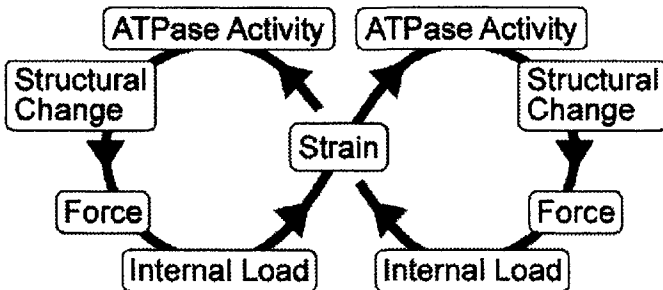 ATPase Activity
ATPase Activity
Structural
Change
Structural
Change
Strain
Force
Force
Internal Load
Internal Load